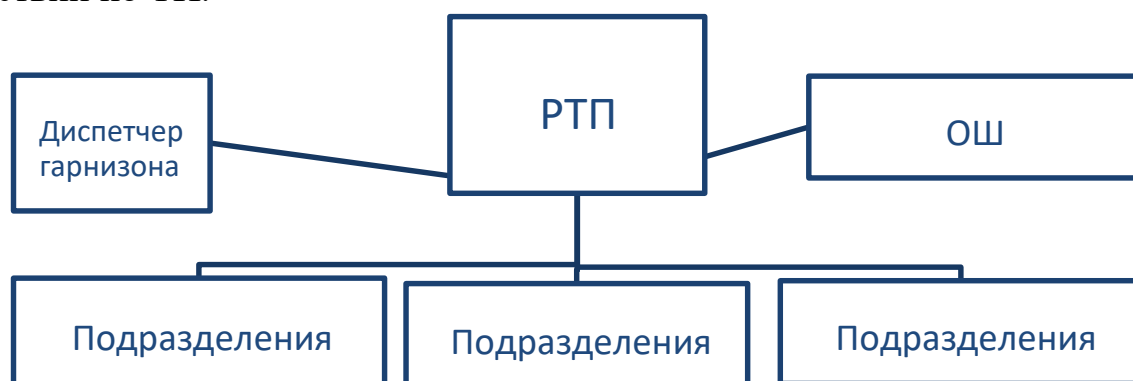 РТП
Диспетчер
гарнизона
ОШ
Подразделения
Подразделения
Подразделения